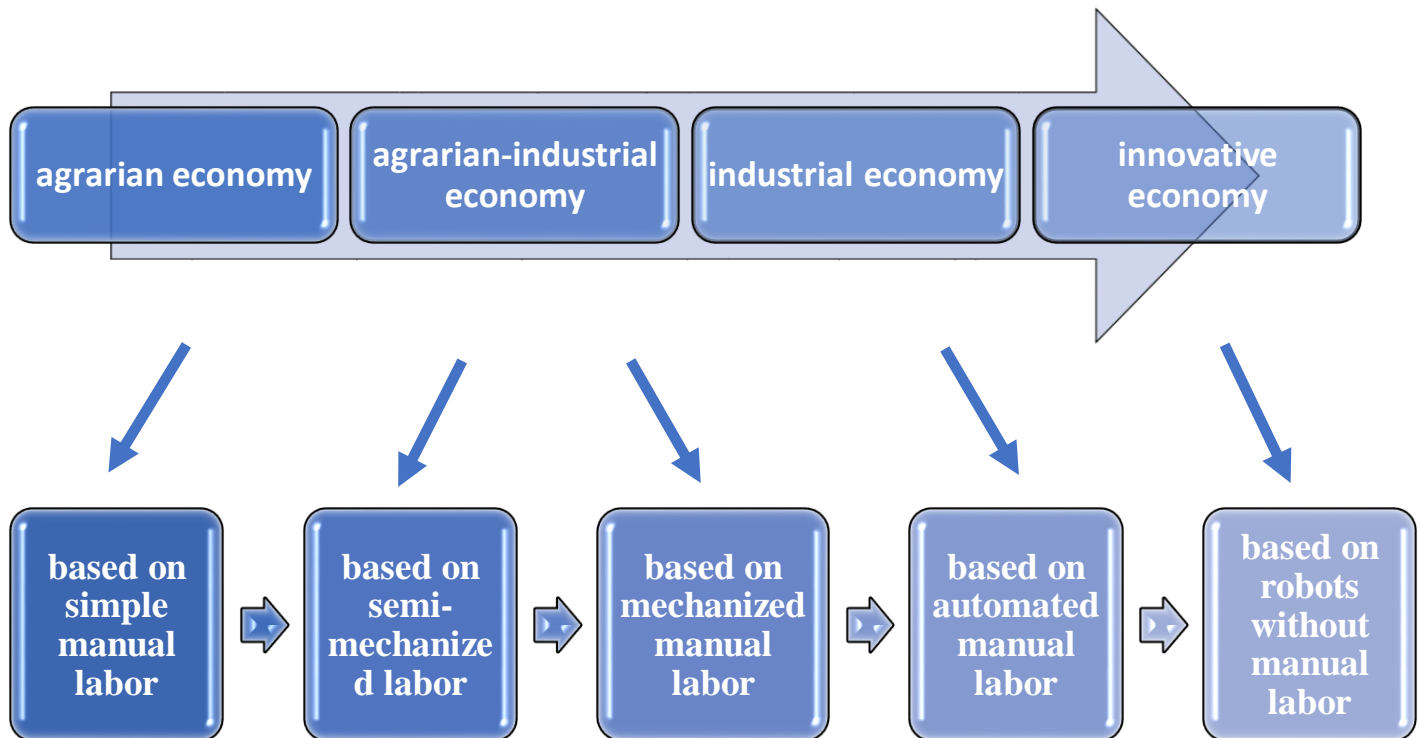 agrarian economy
agrarian-industrial
economy
industrial economy
innovative
economy
based on
simple
manual
labor
based on
semi-
mechanize
d labor
based on
mechanized
manual
labor
based on
automated
manual
labor
based on
robots
without
manual
labor